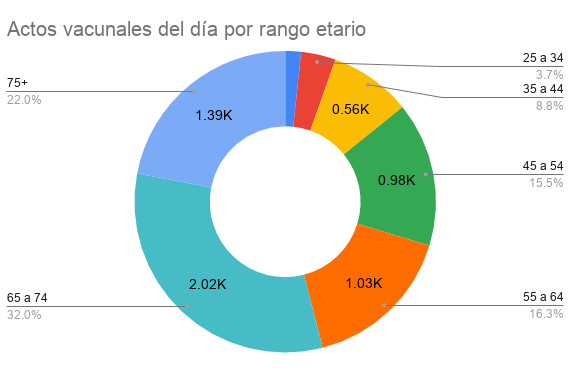 Actos vacunales del día por rango etario
25 a 34
3.7%
35 a 44
8.8%
45 a 54
15.5%
55 a 64
16.3%
65 a 74
32.0%
75+
22.0%
0.56K
0.98K
1.03K
2.02K
1.39K